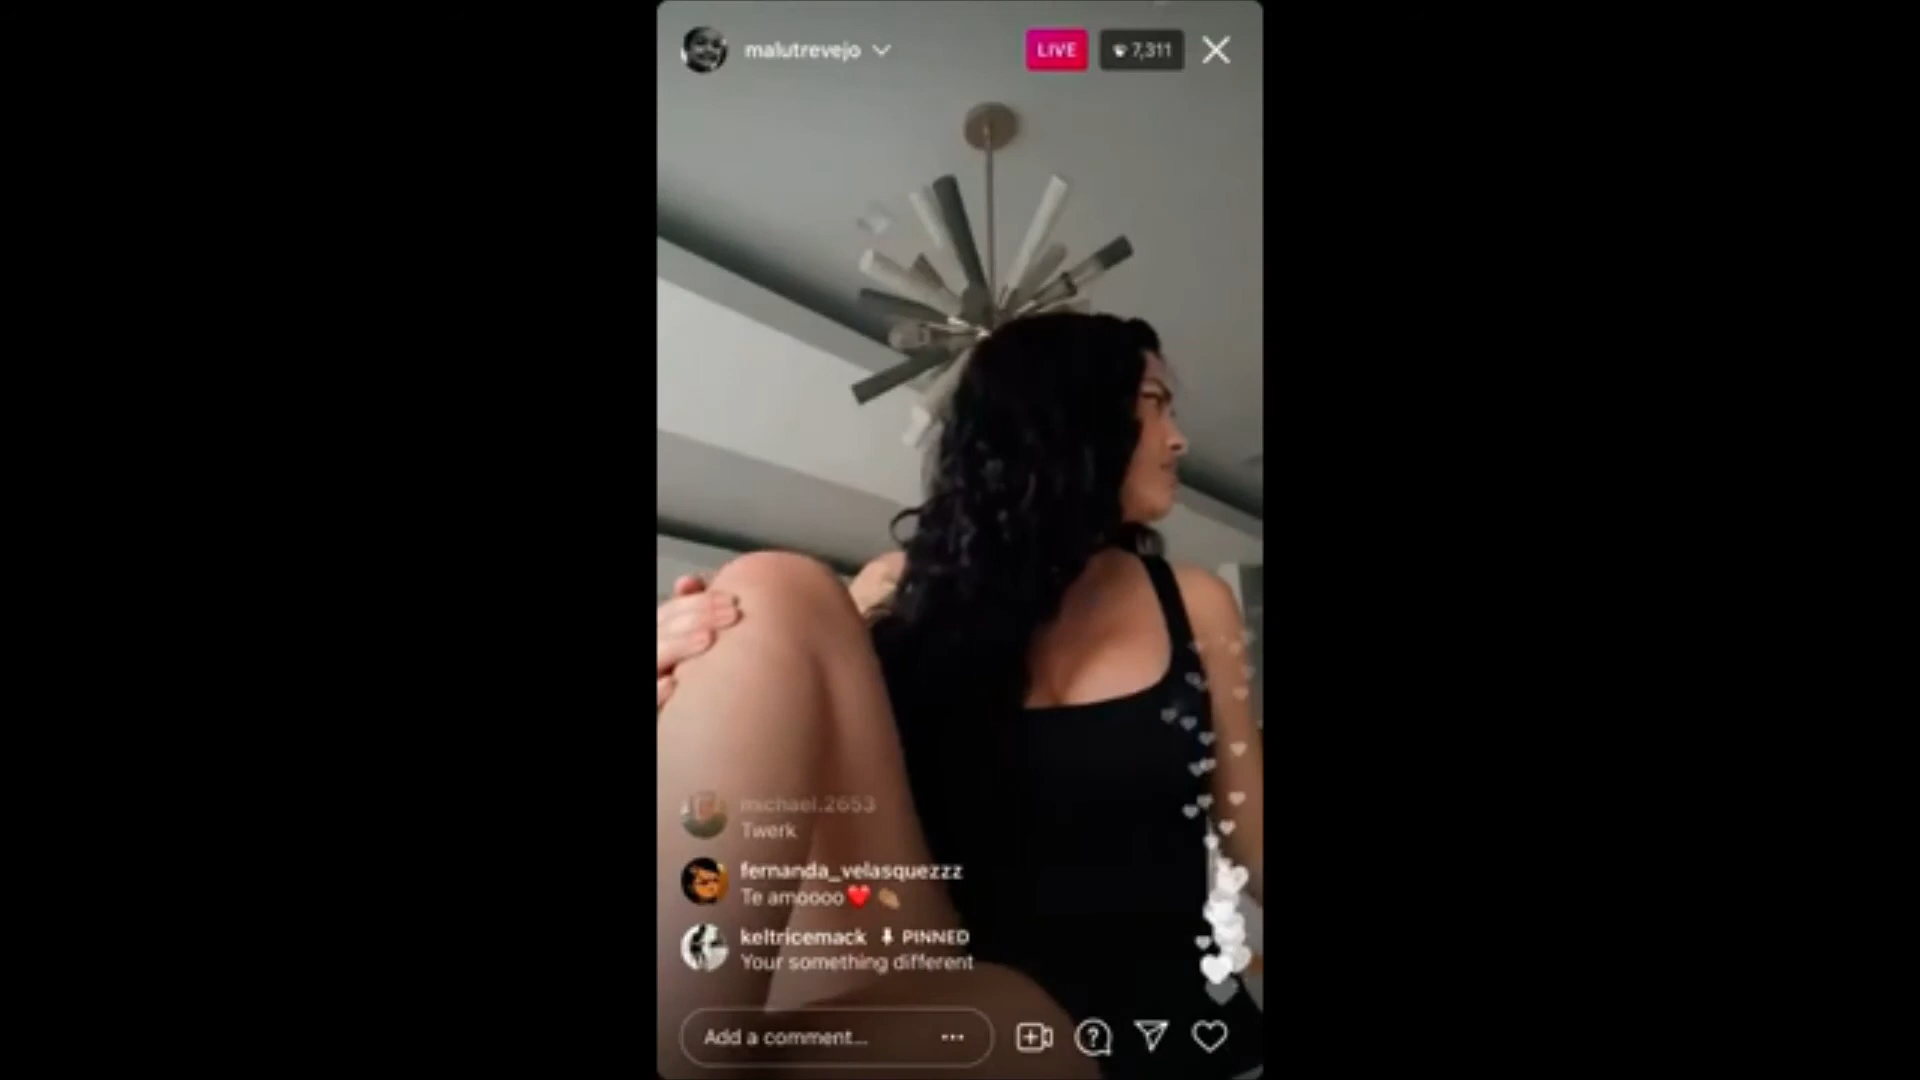 malutrevejo
LIVE
7,311
michael.2653
Twerk
fernanda_velasquezzz
Te amoooo❤️
keltricemack PINNED
Your something different
Add a comment...